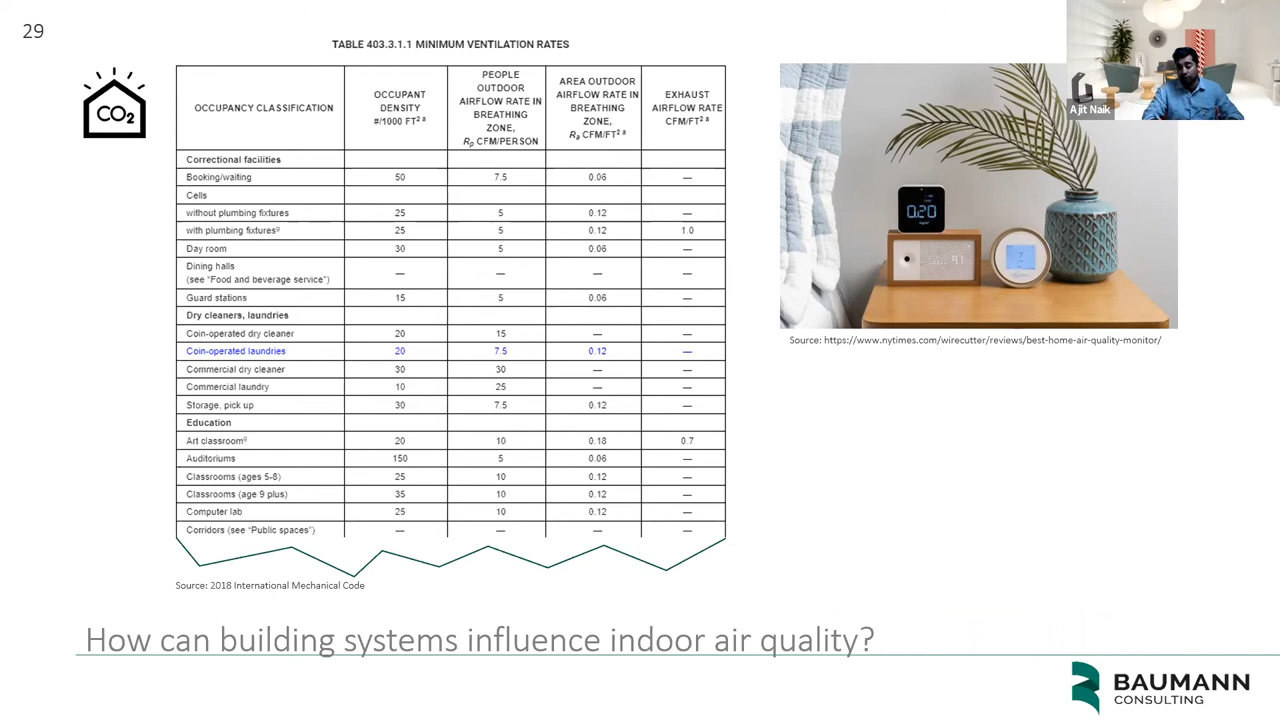 29
TABLE 403.3.1.1 MINIMUM VENTILATION RATES
CO2
OCCUPANCY CLASSIFICATION
OCCUPANT
DENSITY
#/1000 FT² ª
PEOPLE
OUTDOOR
AIRFLOW RATE IN
BREATHING
ZONE,
Rp CFM/PERSON
AREA OUTDOOR
AIRFLOW RATE IN
BREATHING
ZONE,
Ra CFM/FT² ª
EXHAUST
AIRFLOW RATE
CFM/FT² ª
Correctional facilities
Booking/waiting 50 7.5 0.06 —
Cells
without plumbing fixtures 25 5 0.12 —
with plumbing fixturesᵍ 25 5 0.12 1.0
Day room 30 5 0.06 —
Dining halls
(see "Food and beverage service") — — — —
Guard stations 15 5 0.06 —
Dry cleaners, laundries
Coin-operated dry cleaner 20 15 — —
Coin-operated laundries 20 7.5 0.12 —
Commercial dry cleaner 30 30 — —
Commercial laundry 10 25 — —
Storage, pick up 30 7.5 0.12 —
Education
Art classroomᵍ 20 10 0.18 0.7
Auditoriums 150 5 0.06 —
Classrooms (ages 5-8) 25 10 0.12 —
Classrooms (age 9 plus) 35 10 0.12 —
Computer lab 25 10 0.12 —
Corridors (see "Public spaces") — — — —
Source: 2018 International Mechanical Code
Ajit Naik
0.20
Source: https://www.nytimes.com/wirecutter/reviews/best-home-air-quality-monitor/
How can building systems influence indoor air quality?
BAUMANN
CONSULTING